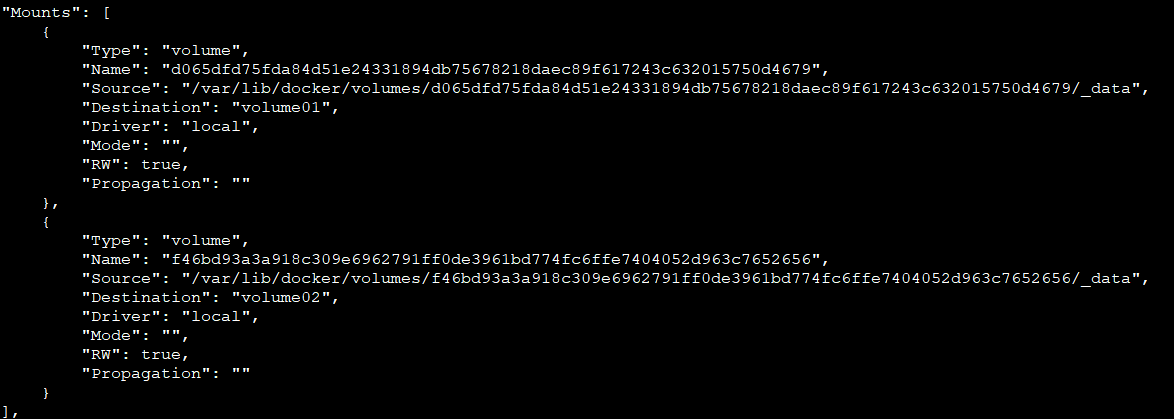 "Mounts": [
    {
        "Type": "volume",
        "Name": "d065dfd75fda84d51e24331894db75678218daec89f617243c632015750d4679",
        "Source": "/var/lib/docker/volumes/d065dfd75fda84d51e24331894db75678218daec89f617243c632015750d4679/_data",
        "Destination": "volume01",
        "Driver": "local",
        "Mode": "",
        "RW": true,
        "Propagation": ""
    },
    {
        "Type": "volume",
        "Name": "f46bd93a3a918c309e6962791ff0de3961bd774fc6ffe7404052d963c7652656",
        "Source": "/var/lib/docker/volumes/f46bd93a3a918c309e6962791ff0de3961bd774fc6ffe7404052d963c7652656/_data",
        "Destination": "volume02",
        "Driver": "local",
        "Mode": "",
        "RW": true,
        "Propagation": ""
    }
],